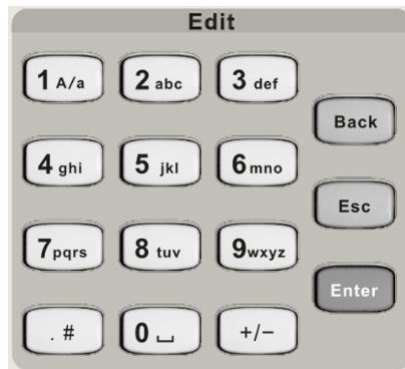 Edit
1 A/a 2 abc 3 def
Back
4 ghi 5 jkl 6 mno
Esc
7 pqrs 8 tuv 9 wxyz
Enter
. # 0 ⎵ +/−